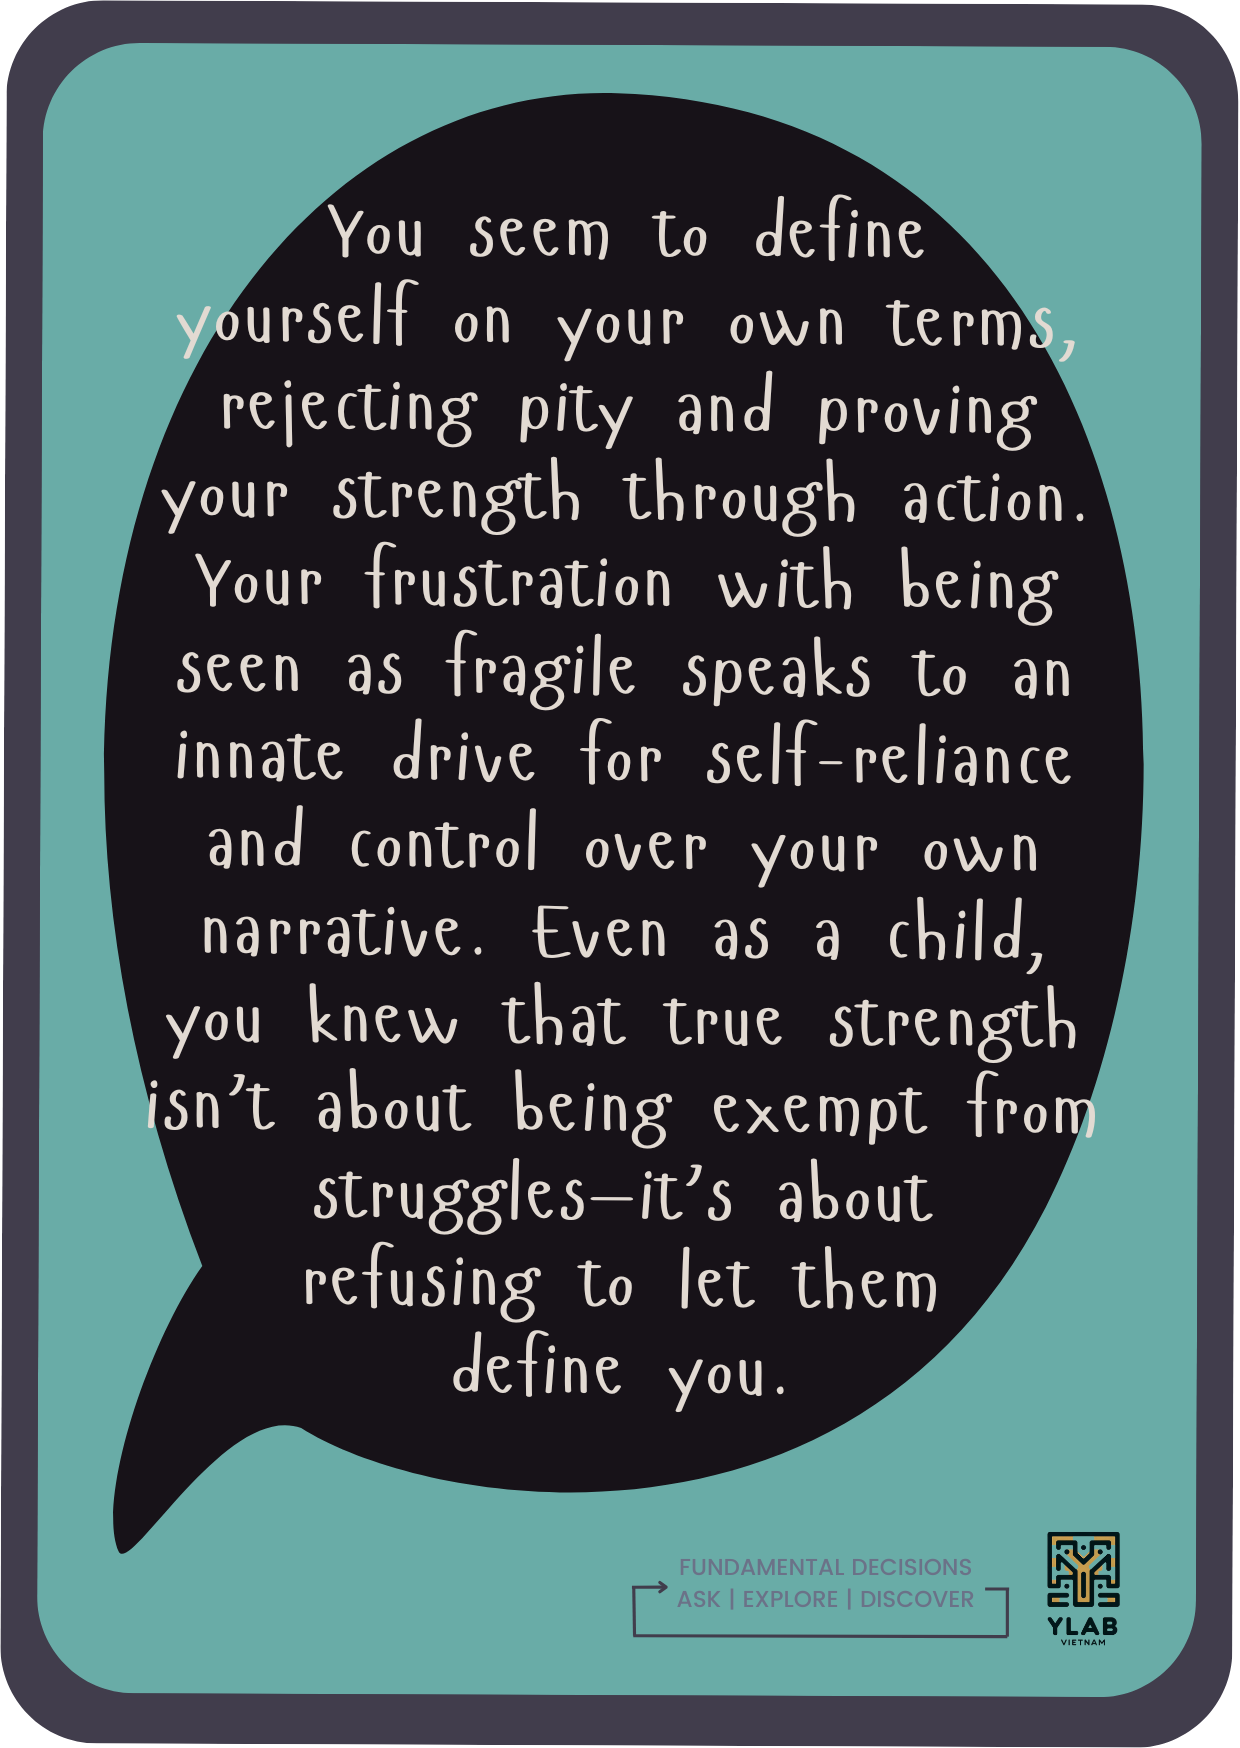 You seem to define
yourself on your own terms,
rejecting pity and proving
your strength through action.
Your frustration with being
seen as fragile speaks to an
innate drive for self-reliance
and control over your own
narrative. Even as a child,
you knew that true strength
isn’t about being exempt from
struggles—it’s about
refusing to let them
define you.
FUNDAMENTAL DECISIONS
ASK | EXPLORE | DISCOVER
YLAB
VIETNAM